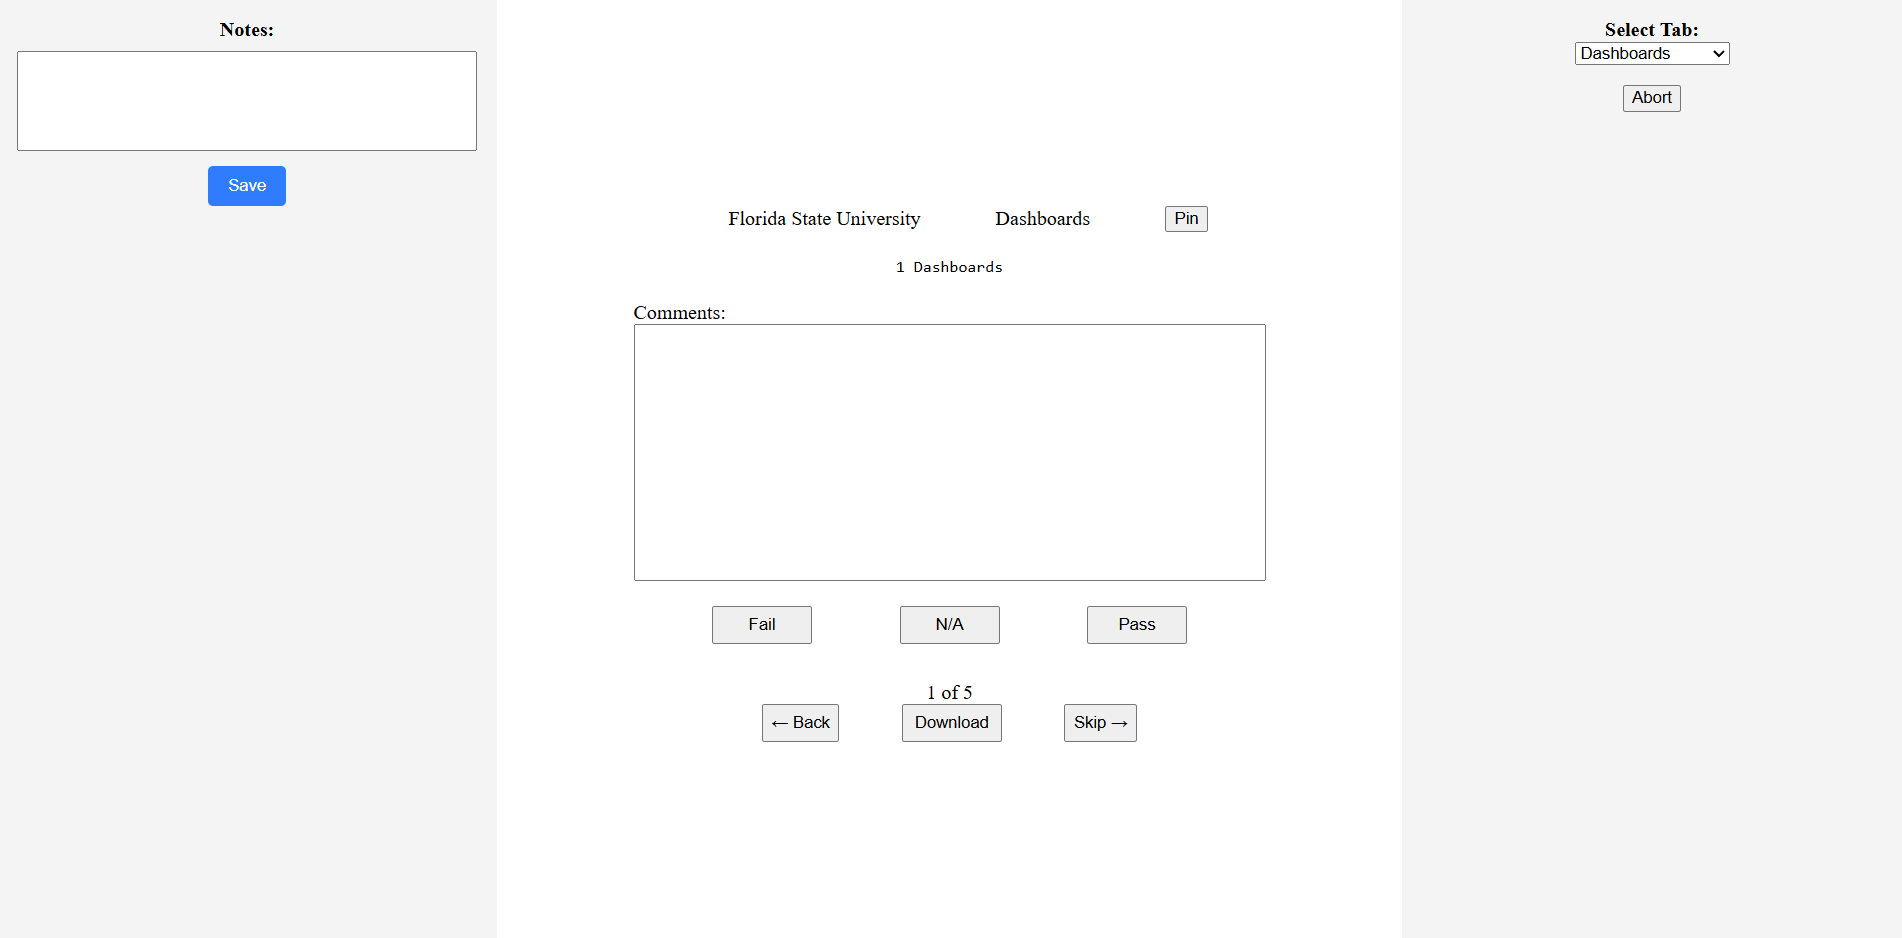 Notes:
Save
Florida State University Dashboards Pin
1 Dashboards
Comments:
Fail N/A Pass
1 of 5
← Back Download Skip →
Select Tab:
Dashboards
Abort